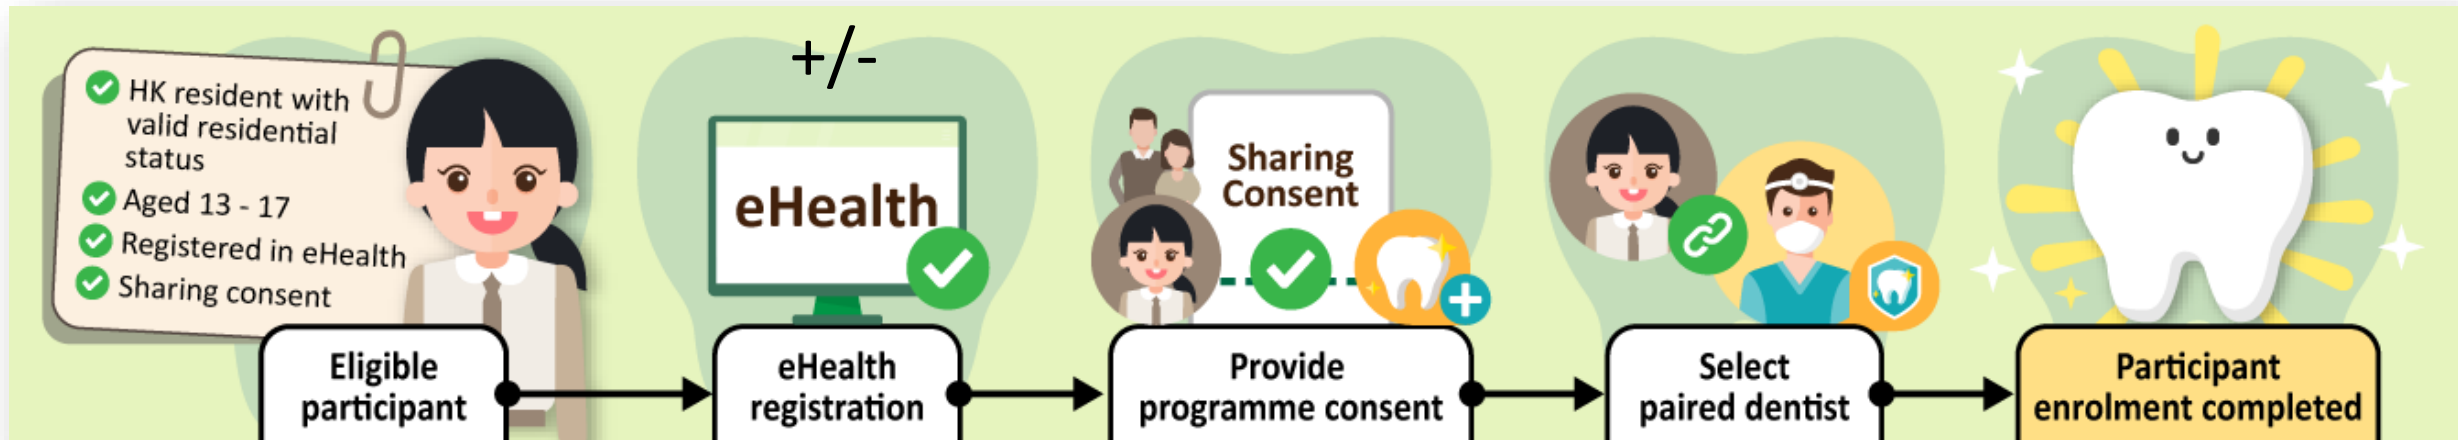 HK resident with
valid residential
status
Aged 13 - 17
Registered in eHealth
Sharing consent
Eligible
participant
+/-
eHealth
eHealth
registration
Sharing
Consent
Provide
programme consent
Select
paired dentist
Participant
enrolment completed